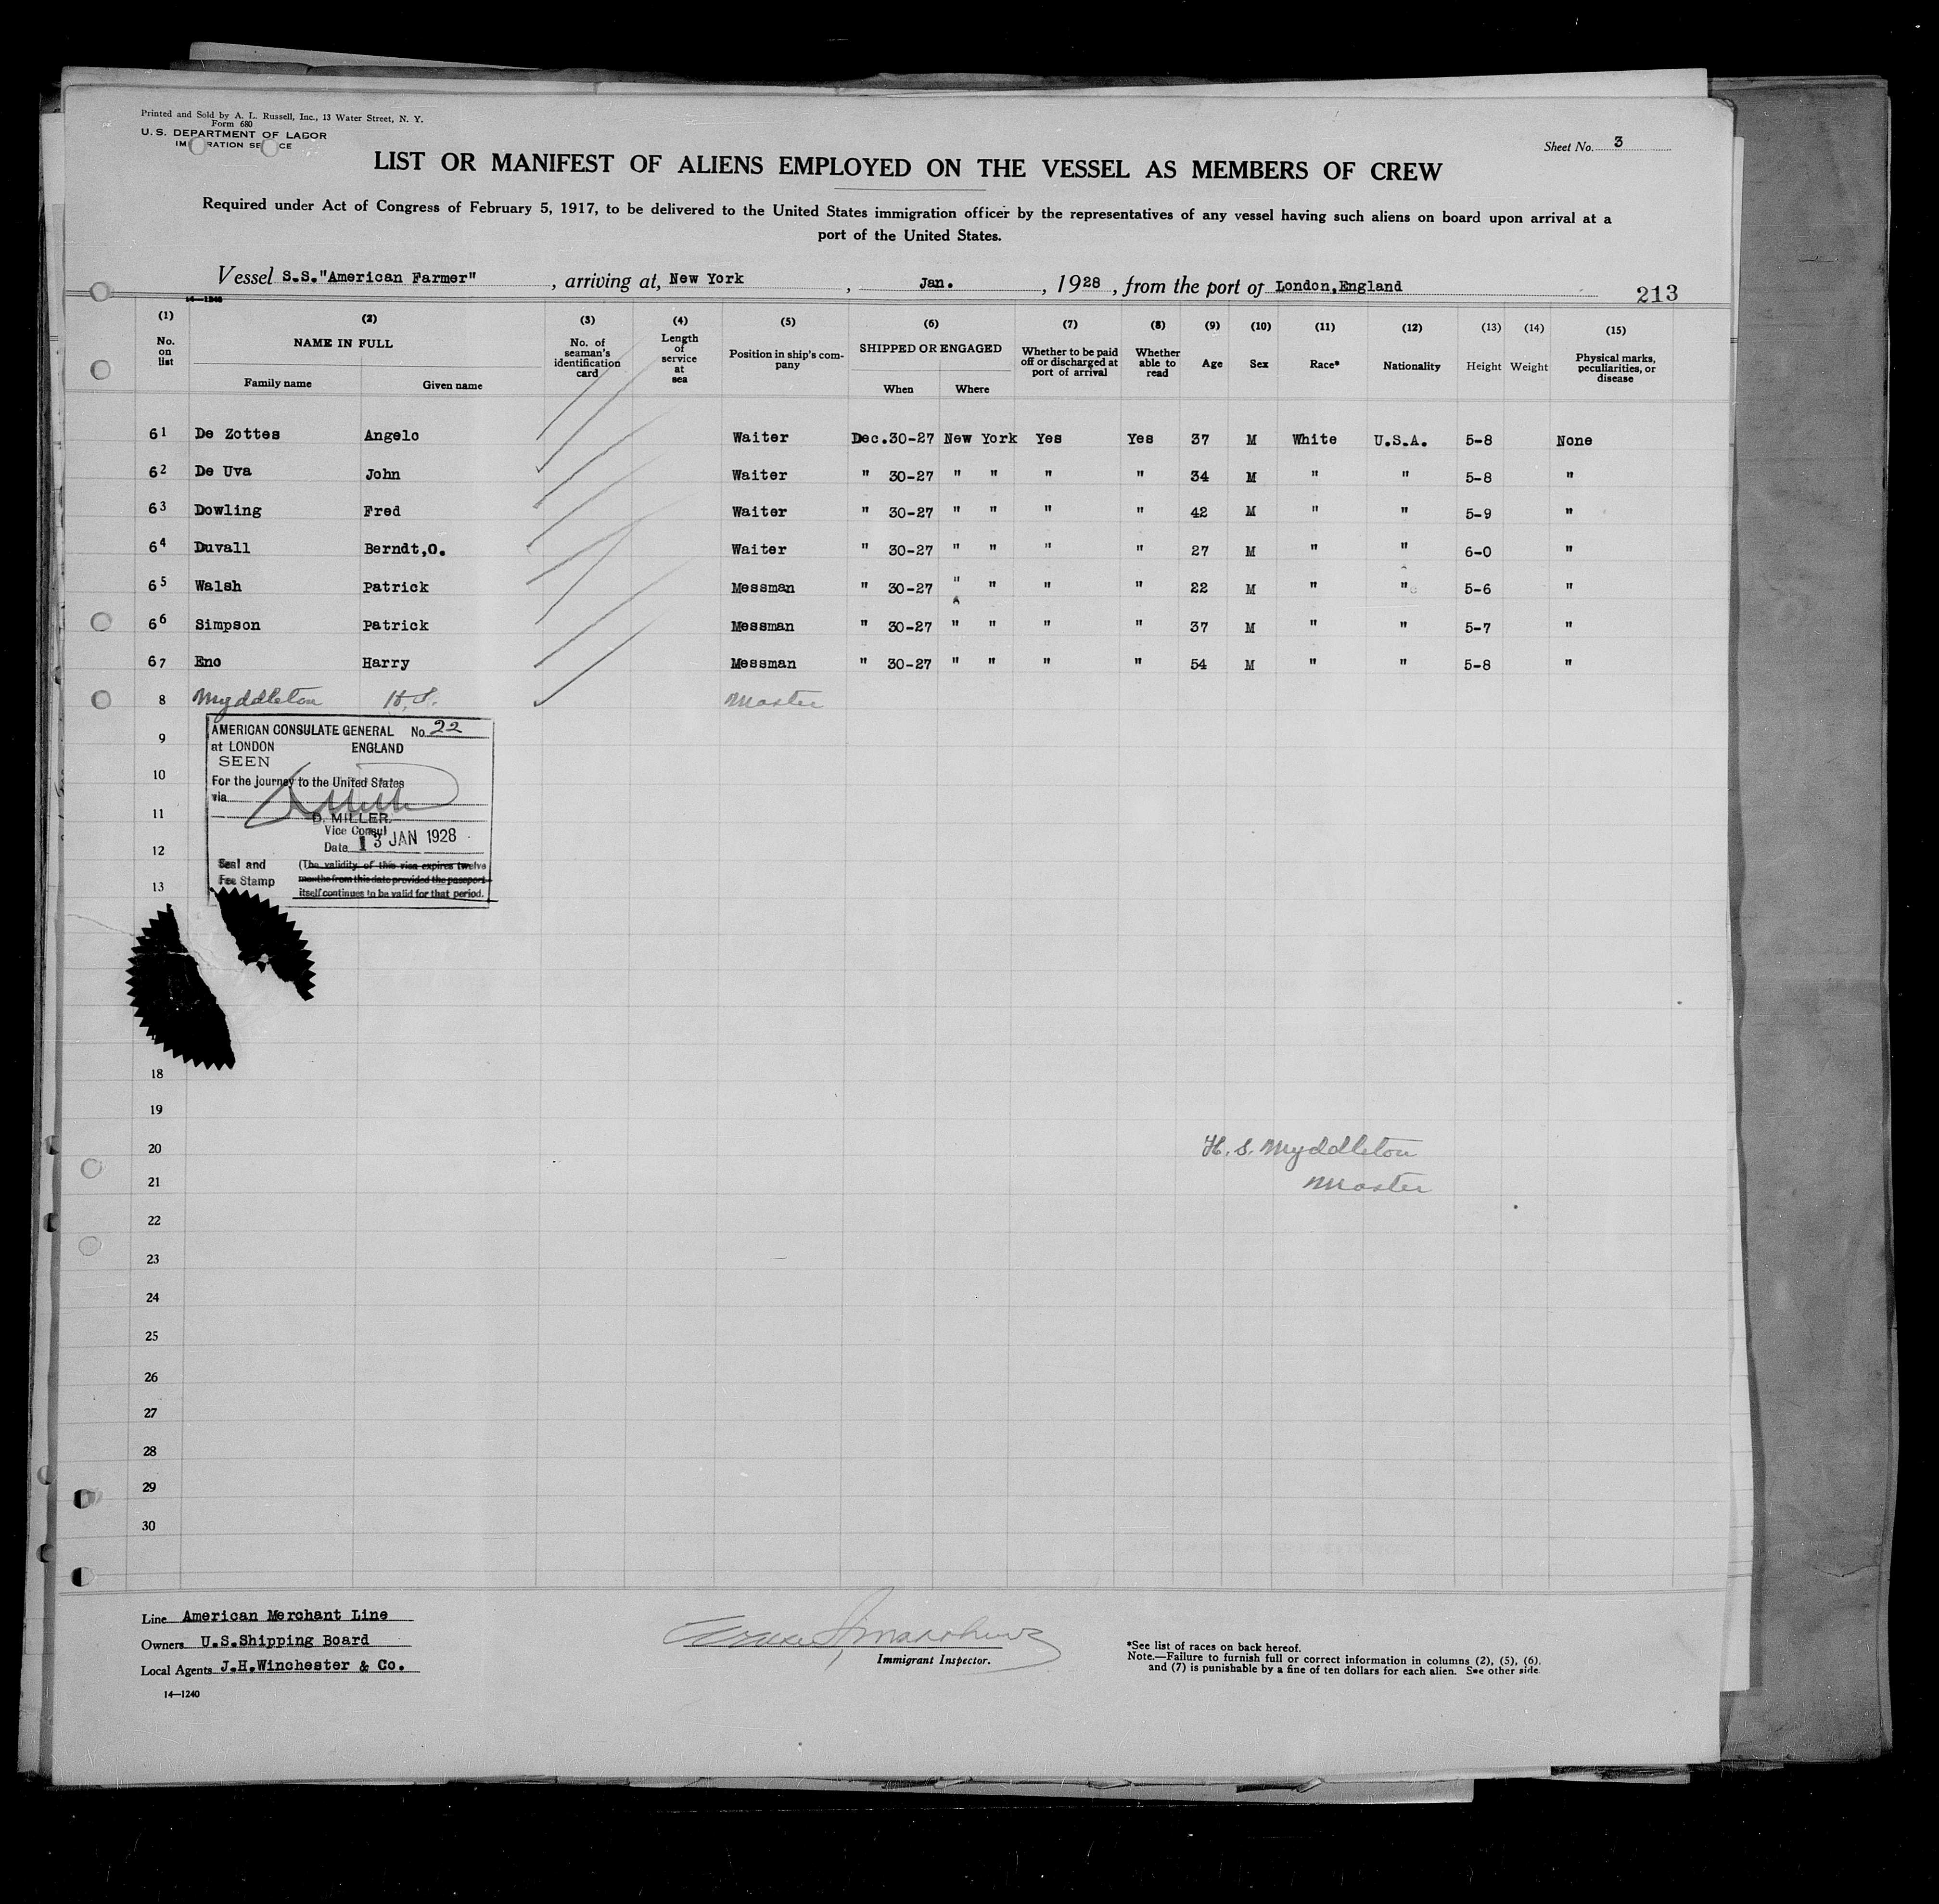 Printed and Sold by A. L. Russell, Inc., 13 Water Street, N. Y.
Form 680
U. S. DEPARTMENT OF LABOR
IMMIGRATION SERVICE
Sheet No. 3
LIST OR MANIFEST OF ALIENS EMPLOYED ON THE VESSEL AS MEMBERS OF CREW
Required under Act of Congress of February 5, 1917, to be delivered to the United States immigration officer by the representatives of any vessel having such aliens on board upon arrival at a
port of the United States.
Vessel S.S."American Farmer", arriving at, New York, Jan., 1928, from the port of London,England
213
14—1240
(1) (2) (3) (4) (5) (6) (7) (8) (9) (10) (11) (12) (13) (14) (15)
No. on list
NAME IN FULL
Family name Given name
No. of seaman's identification card
Length of service at sea
Position in ship's company
SHIPPED OR ENGAGED
When Where
Whether to be paid off or discharged at port of arrival
Whether able to read
Age Sex Race* Nationality Height Weight
Physical marks, peculiarities, or disease
61 De Zottes Angelo Waiter Dec.30-27 New York Yes Yes 37 M White U.S.A. 5-8 None
62 De Uva John Waiter " 30-27 " " " " 34 M " " 5-8 "
63 Dowling Fred Waiter " 30-27 " " " " 42 M " " 5-9 "
64 Duvall Berndt,O. Waiter " 30-27 " " " " 27 M " " 6-0 "
65 Walsh Patrick Messman " 30-27 " " " " 22 M " " 5-6 "
66 Simpson Patrick Messman " 30-27 " " " " 37 M " " 5-7 "
67 Eno Harry Messman " 30-27 " " " " 54 M " " 5-8 "
8 Myddleton H.S. Master
9
10
11
12
13
AMERICAN CONSULATE GENERAL No. 22
at LONDON ENGLAND
SEEN
For the journey to the United States
via
D. MILLER.
Vice Consul
Date 13 JAN 1928
Seal and
Fee Stamp
(The validity of this visa expires twelve
months from this date provided the passport
itself continues to be valid for that period.
18
19
20 H. S. Myddleton
21 Master
22
23
24
25
26
27
28
29
30
Line American Merchant Line
Owners U.S.Shipping Board
Local Agents J.H.Winchester & Co.
14—1240
Immigrant Inspector.
*See list of races on back hereof.
Note.—Failure to furnish full or correct information in columns (2), (5), (6),
and (7) is punishable by a fine of ten dollars for each alien. See other side.